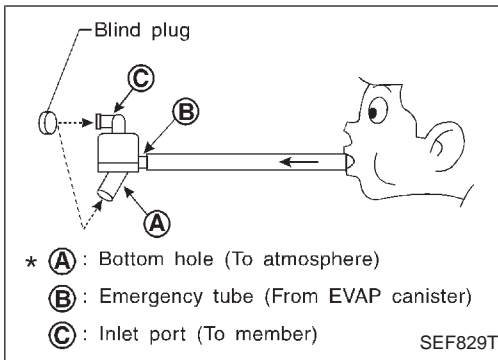 Blind plug
C
B
A
* A : Bottom hole (To atmosphere)
B : Emergency tube (From EVAP canister)
C : Inlet port (To member)
SEF829T